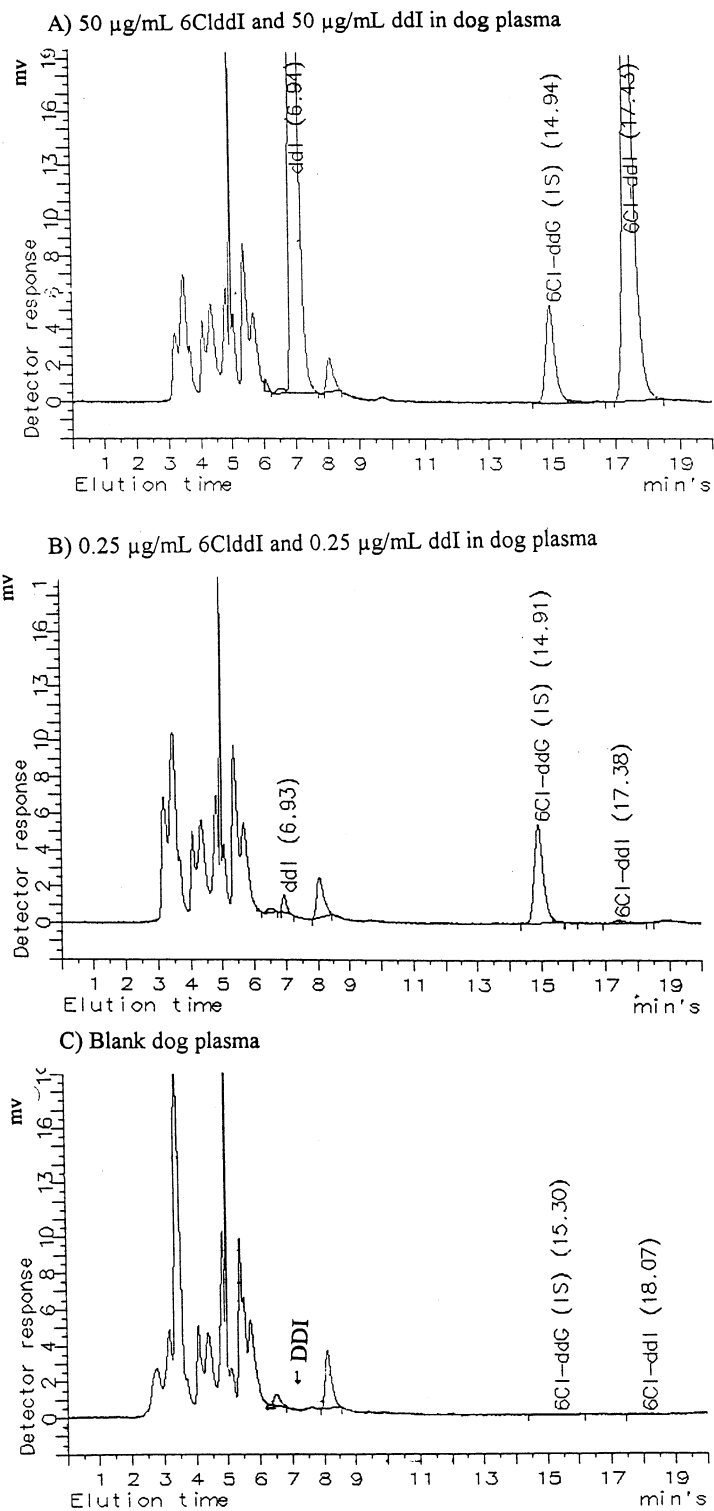 A) 50 µg/mL 6ClddI and 50 µg/mL ddI in dog plasma
mv
19
16
13
10
8
4
2
0
Detector response
ddI (6.94)
6Cl-ddG (IS) (14.94)
6Cl-ddI (17.43)
1 2 3 4 5 6 7 8 9 11 13 15 17 19
Elution time min's
B) 0.25 µg/mL 6ClddI and 0.25 µg/mL ddI in dog plasma
mv
16
13
10
8
6
4
2
0
Detector response
ddI (6.93)
6Cl-ddG (IS) (14.91)
6Cl-ddI (17.38)
1 2 3 4 5 6 7 8 9 11 13 15 17 19
Elution time min's
C) Blank dog plasma
mv
16
13
10
8
6
4
2
0
Detector response
← DDI
6Cl-ddG (IS) (15.30)
6Cl-ddI (18.07)
1 2 3 4 5 6 7 8 9 11 13 15 17 19
Elution time min's